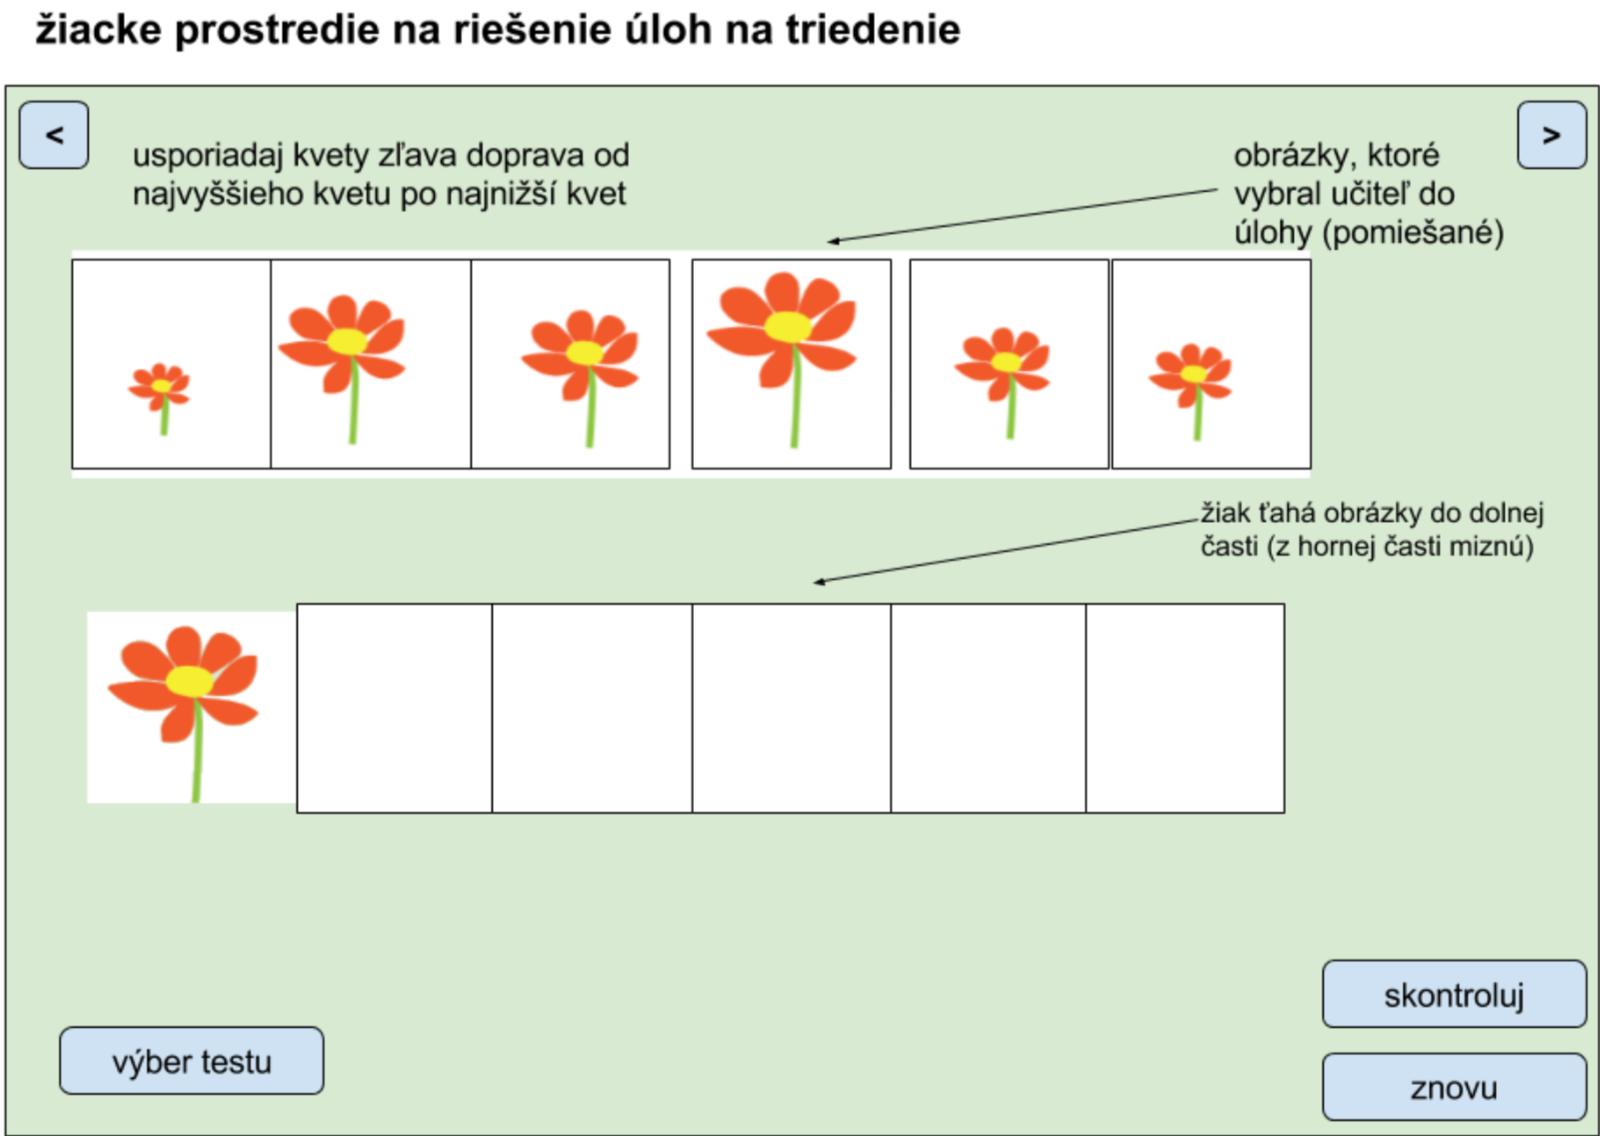 žiacke prostredie na riešenie úloh na triedenie
<
>
usporiadaj kvety zľava doprava od
najvyššieho kvetu po najnižší kvet
obrázky, ktoré
vybral učiteľ do
úlohy (pomiešané)
žiak ťahá obrázky do dolnej
časti (z hornej časti miznú)
skontroluj
výber testu
znovu